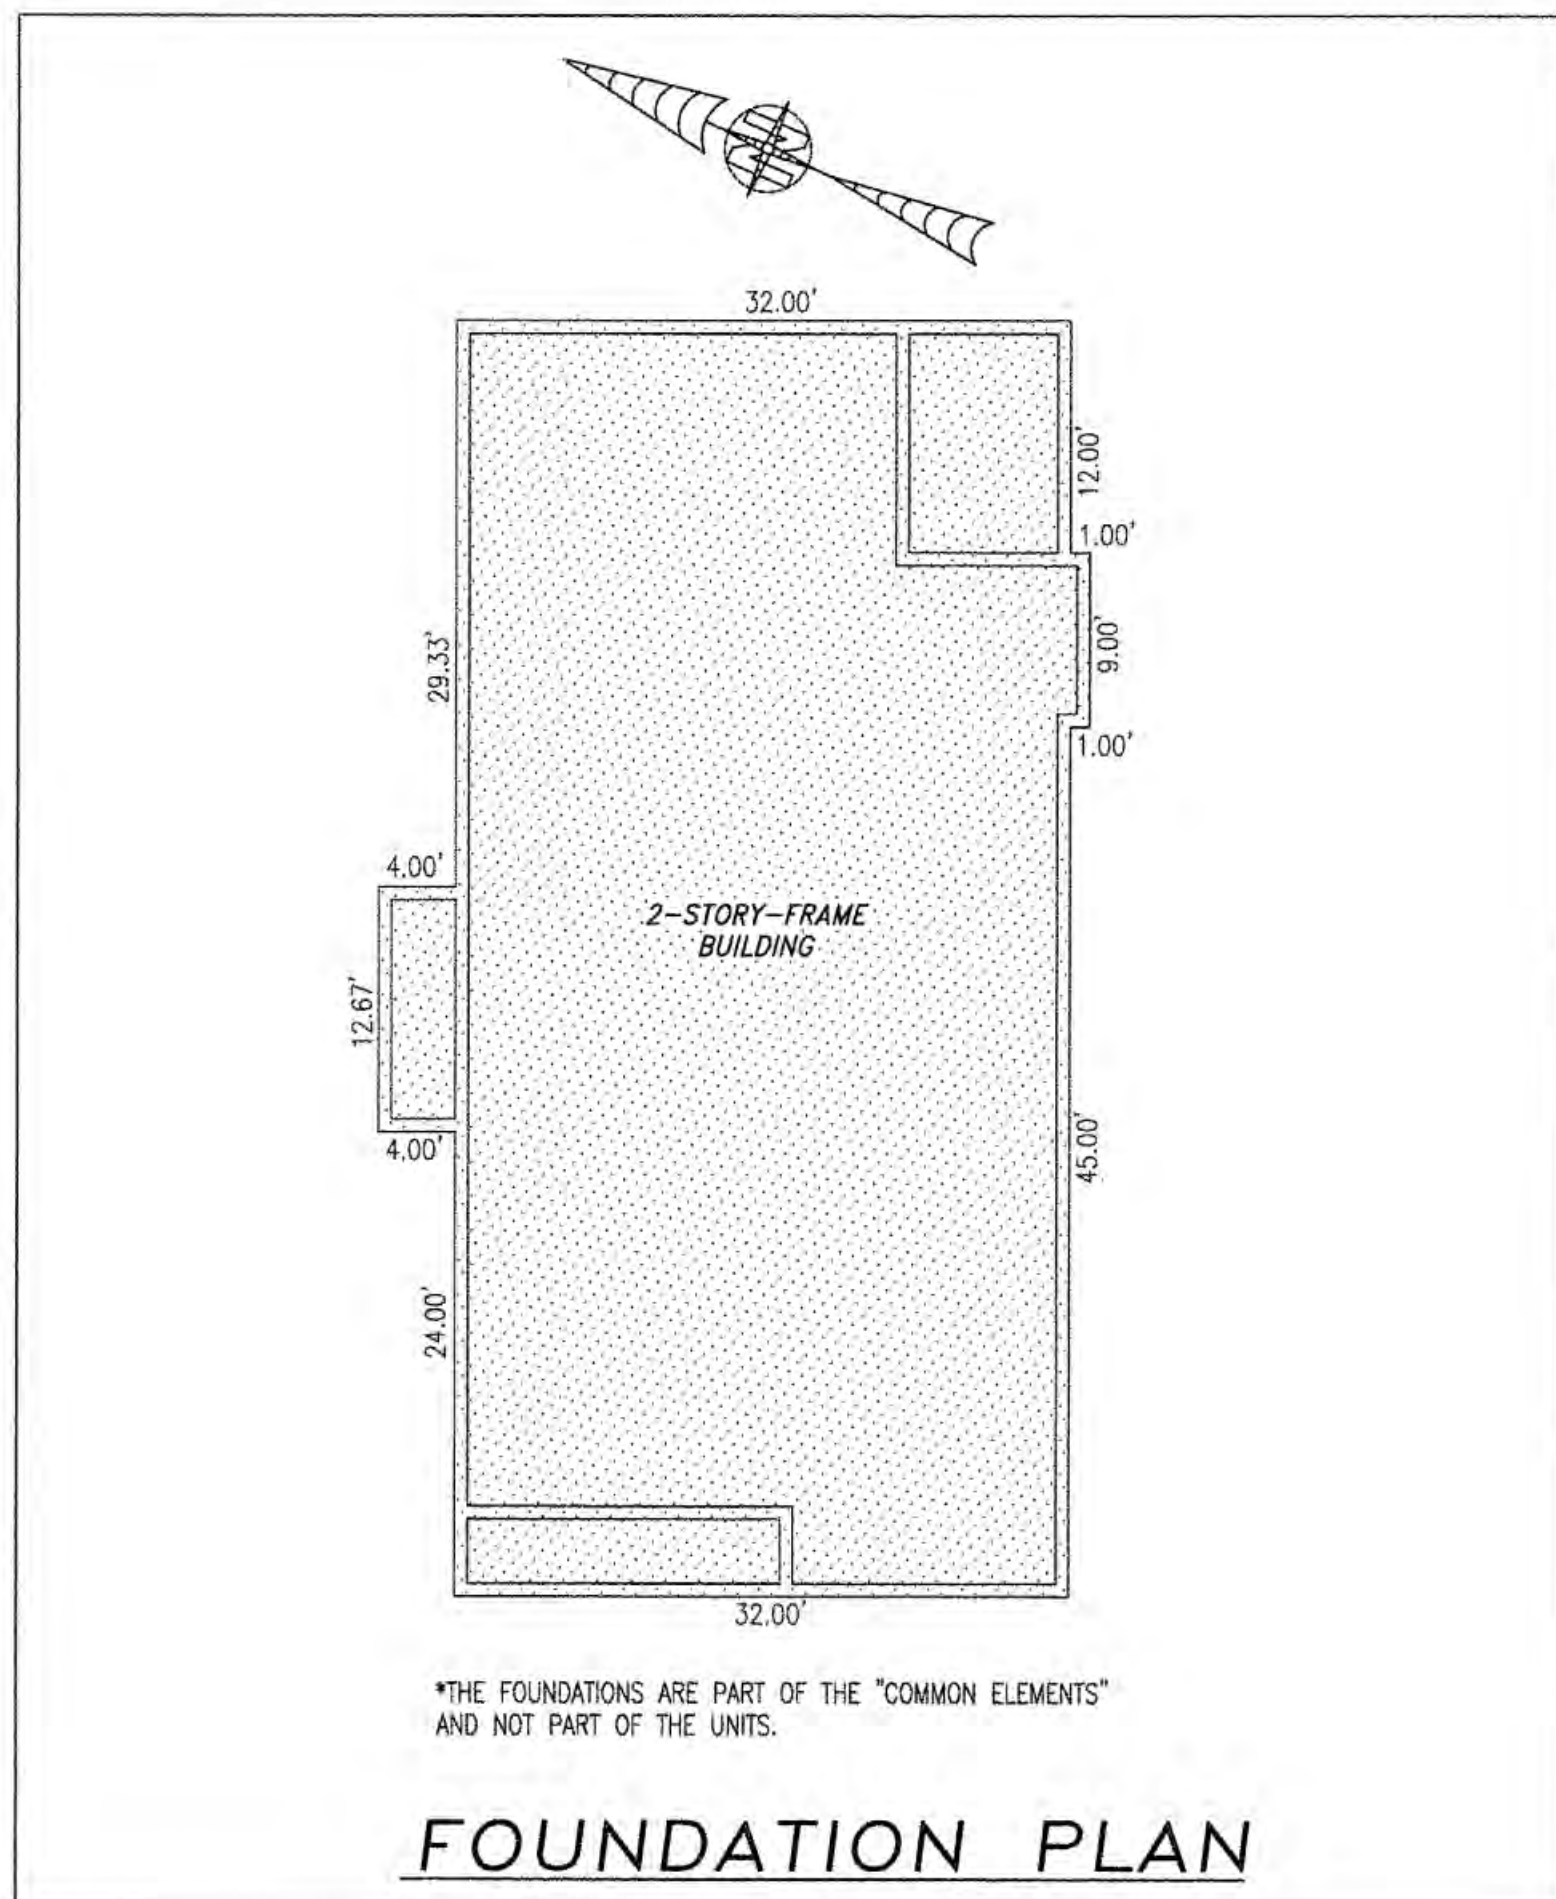 N
32.00'
12.00'
1.00'
9.00'
29.33'
1.00'
4.00'
2-STORY-FRAME
BUILDING
12.67'
4.00'
45.00'
24.00'
32.00'
*THE FOUNDATIONS ARE PART OF THE "COMMON ELEMENTS"
AND NOT PART OF THE UNITS.
FOUNDATION PLAN